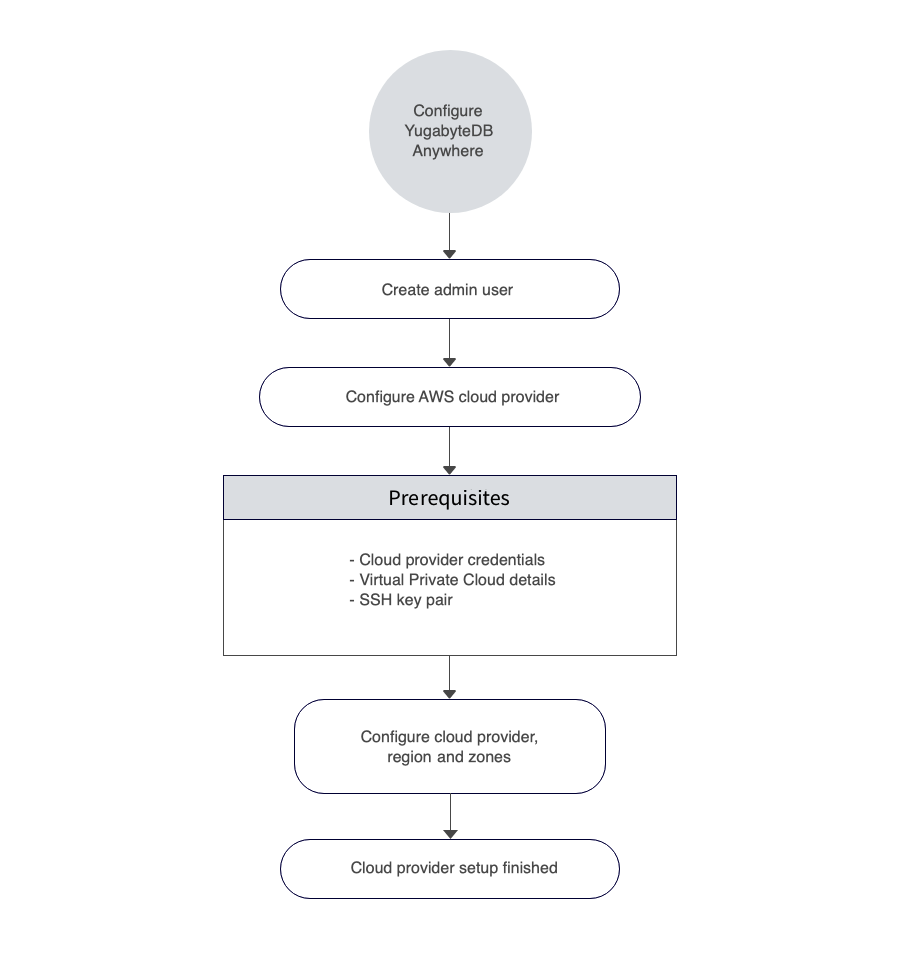 Configure
YugabyteDB
Anywhere
Create admin user
Configure AWS cloud provider
Prerequisites
- Cloud provider credentials
- Virtual Private Cloud details
- SSH key pair
Configure cloud provider,
region and zones
Cloud provider setup finished